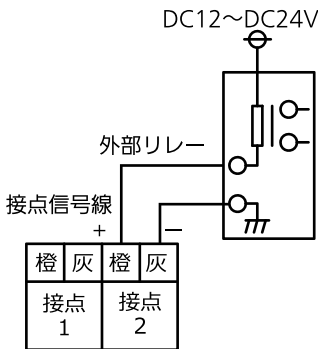 DC12～DC24V
外部リレー
接点信号線
+ −
橙 灰 橙 灰
接点 接点
1 2